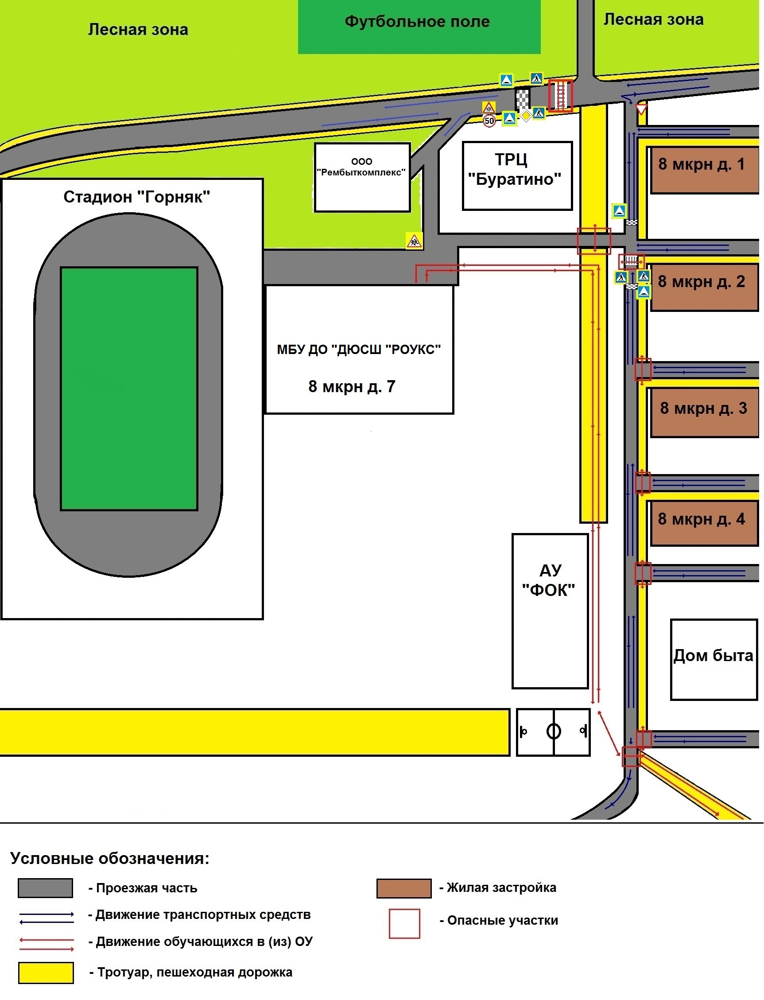 Лесная зона
Футбольное поле
Лесная зона
50
ООО
"Рембыткомплекс"
ТРЦ
"Буратино"
8 мкрн д. 1
Стадион "Горняк"
8 мкрн д. 2
МБУ ДО "ДЮСШ "РОУКС"
8 мкрн д. 7
8 мкрн д. 3
8 мкрн д. 4
АУ
"ФОК"
Дом быта
Условные обозначения:
- Проезжая часть
- Движение транспортных средств
- Движение обучающихся в (из) ОУ
- Тротуар, пешеходная дорожка
- Жилая застройка
- Опасные участки